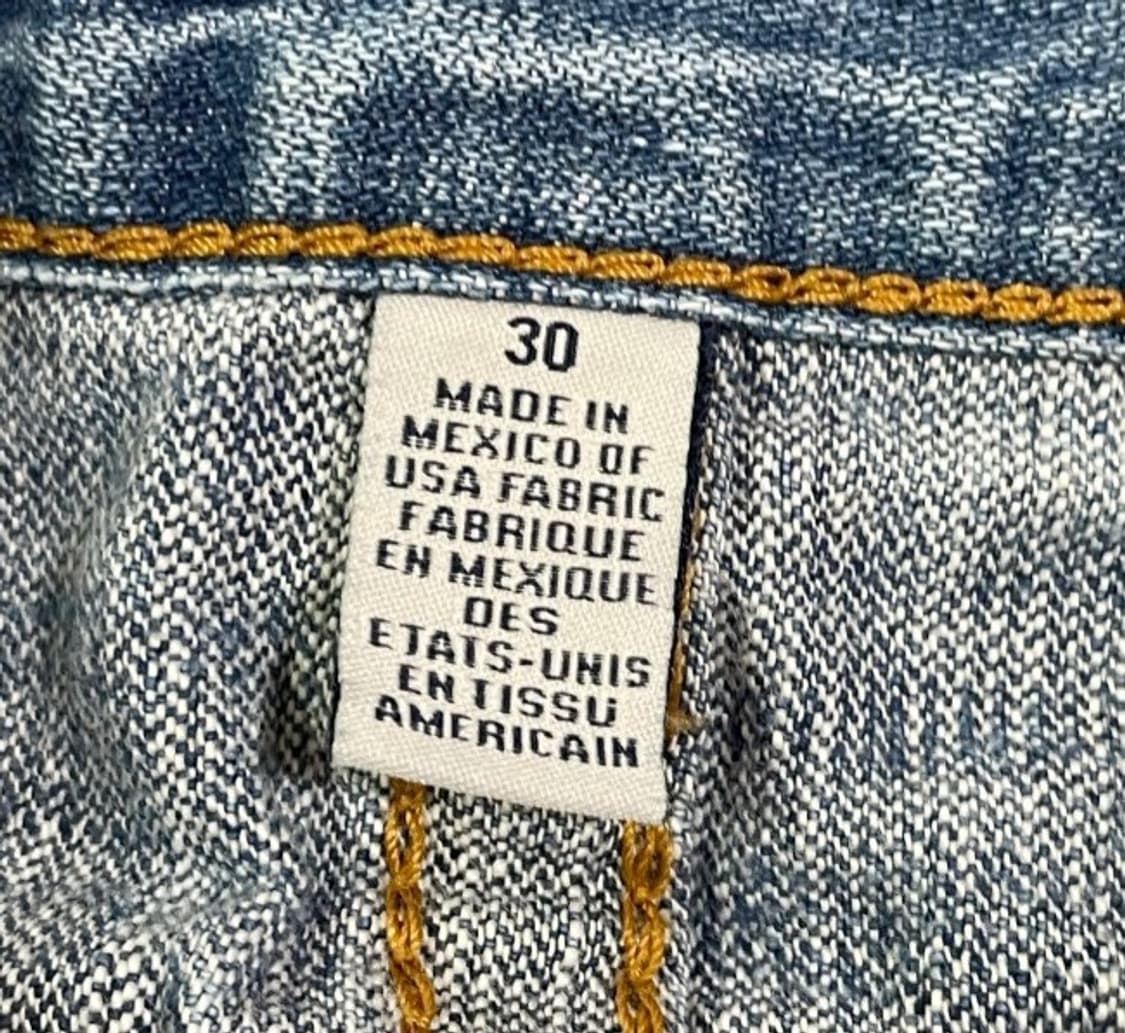 30
MADE IN
MEXICO OF
USA FABRIC
FABRIQUE
EN MEXIQUE
DES
ETATS-UNIS
EN TISSU
AMERICAIN